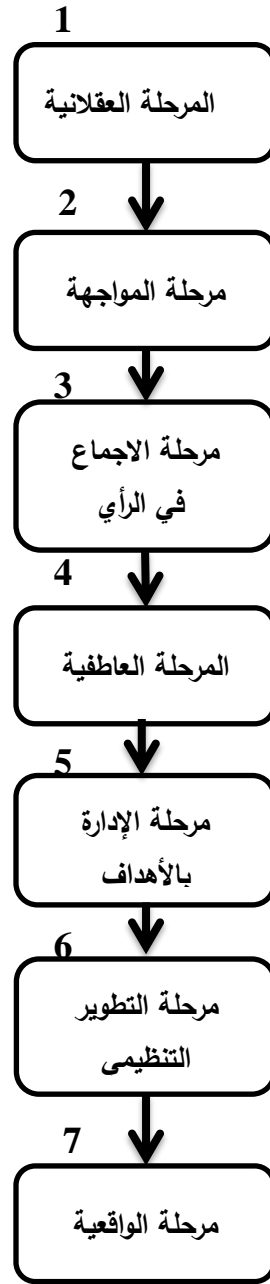 1
المرحلة العقلانية
2
مرحلة المواجهة
3
مرحلة الاجماع
في الرأي
4
المرحلة العاطفية
5
مرحلة الإدارة
بالأهداف
6
مرحلة التطوير
التنظيمى
7
مرحلة الواقعية